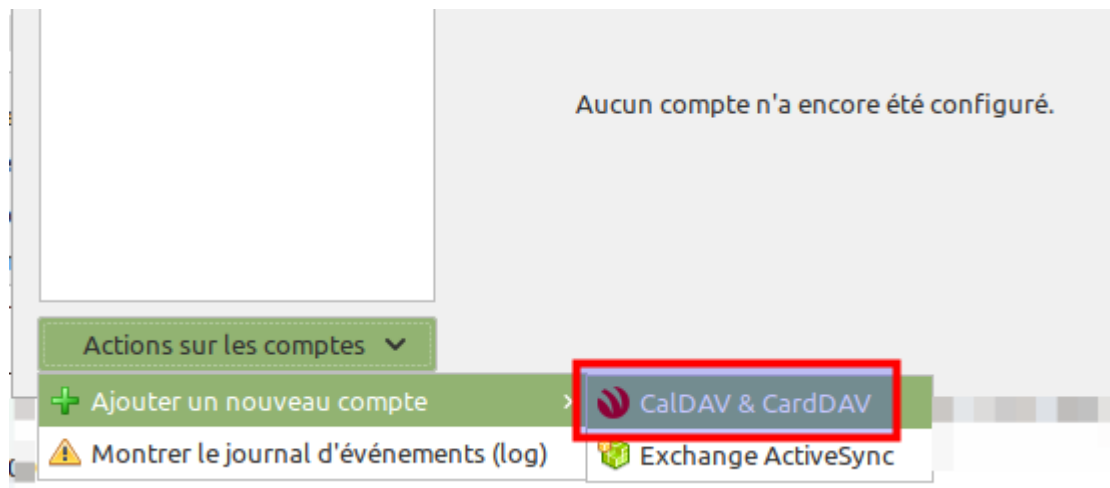 Aucun compte n'a encore été configuré.
Actions sur les comptes
Ajouter un nouveau compte
CalDAV & CardDAV
Montrer le journal d'événements (log)
Exchange ActiveSync